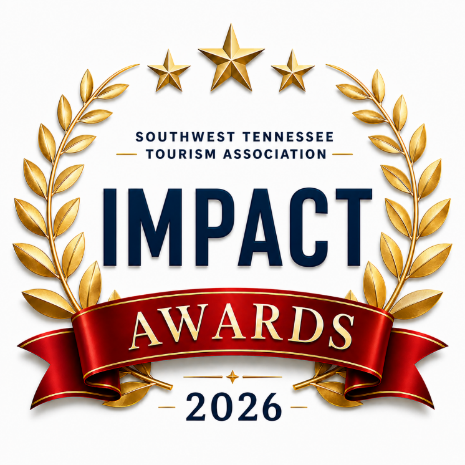 SOUTHWEST TENNESSEE
TOURISM ASSOCIATION
IMPACT
AWARDS
2026